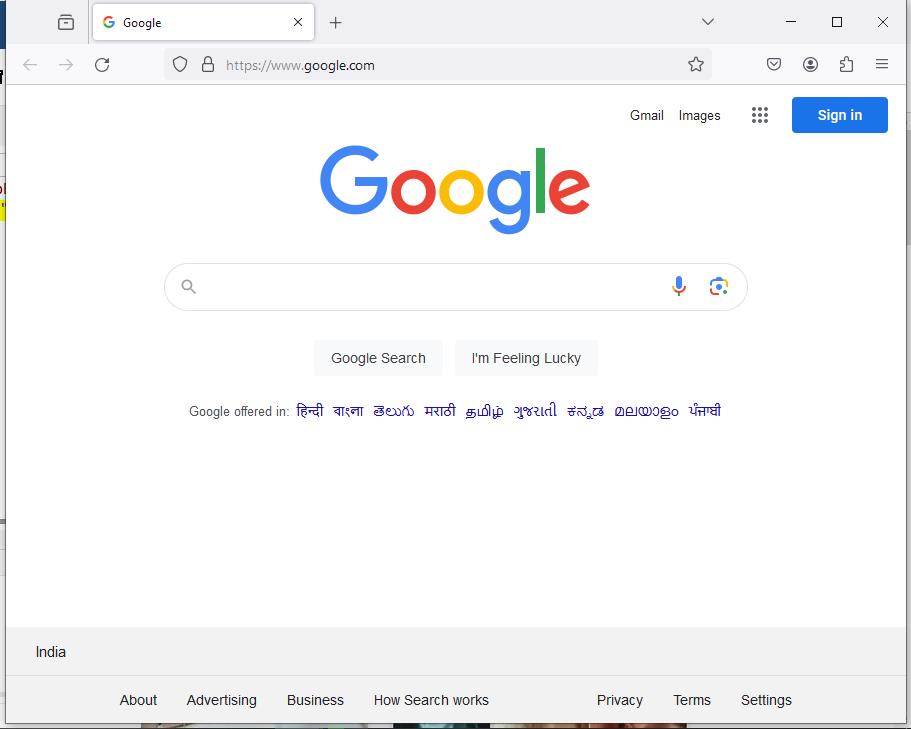 Google
https://www.google.com
Gmail Images Sign in
Google
Google Search I'm Feeling Lucky
Google offered in: हिन्दी বাংলা తెలుగు मराठी தமிழ் ગુજરાતી ಕನ್ನಡ മലയാളം ਪੰਜਾਬੀ
India
About Advertising Business How Search works Privacy Terms Settings